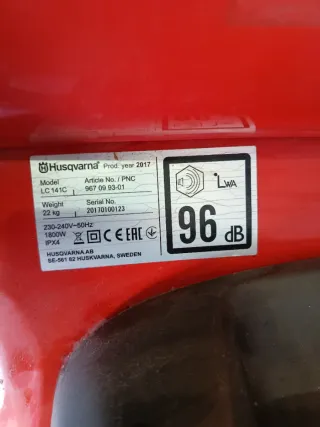 Husqvarna Prod. year 2017
Model Article No. / PNC
LC 141C 967 09 93-01
Weight Serial No.
22 kg 20170100123
230-240V~50Hz
1800W
IPX4
HUSQVARNA AB
SE-561 82 HUSKVARNA, SWEDEN
LWA
96 dB